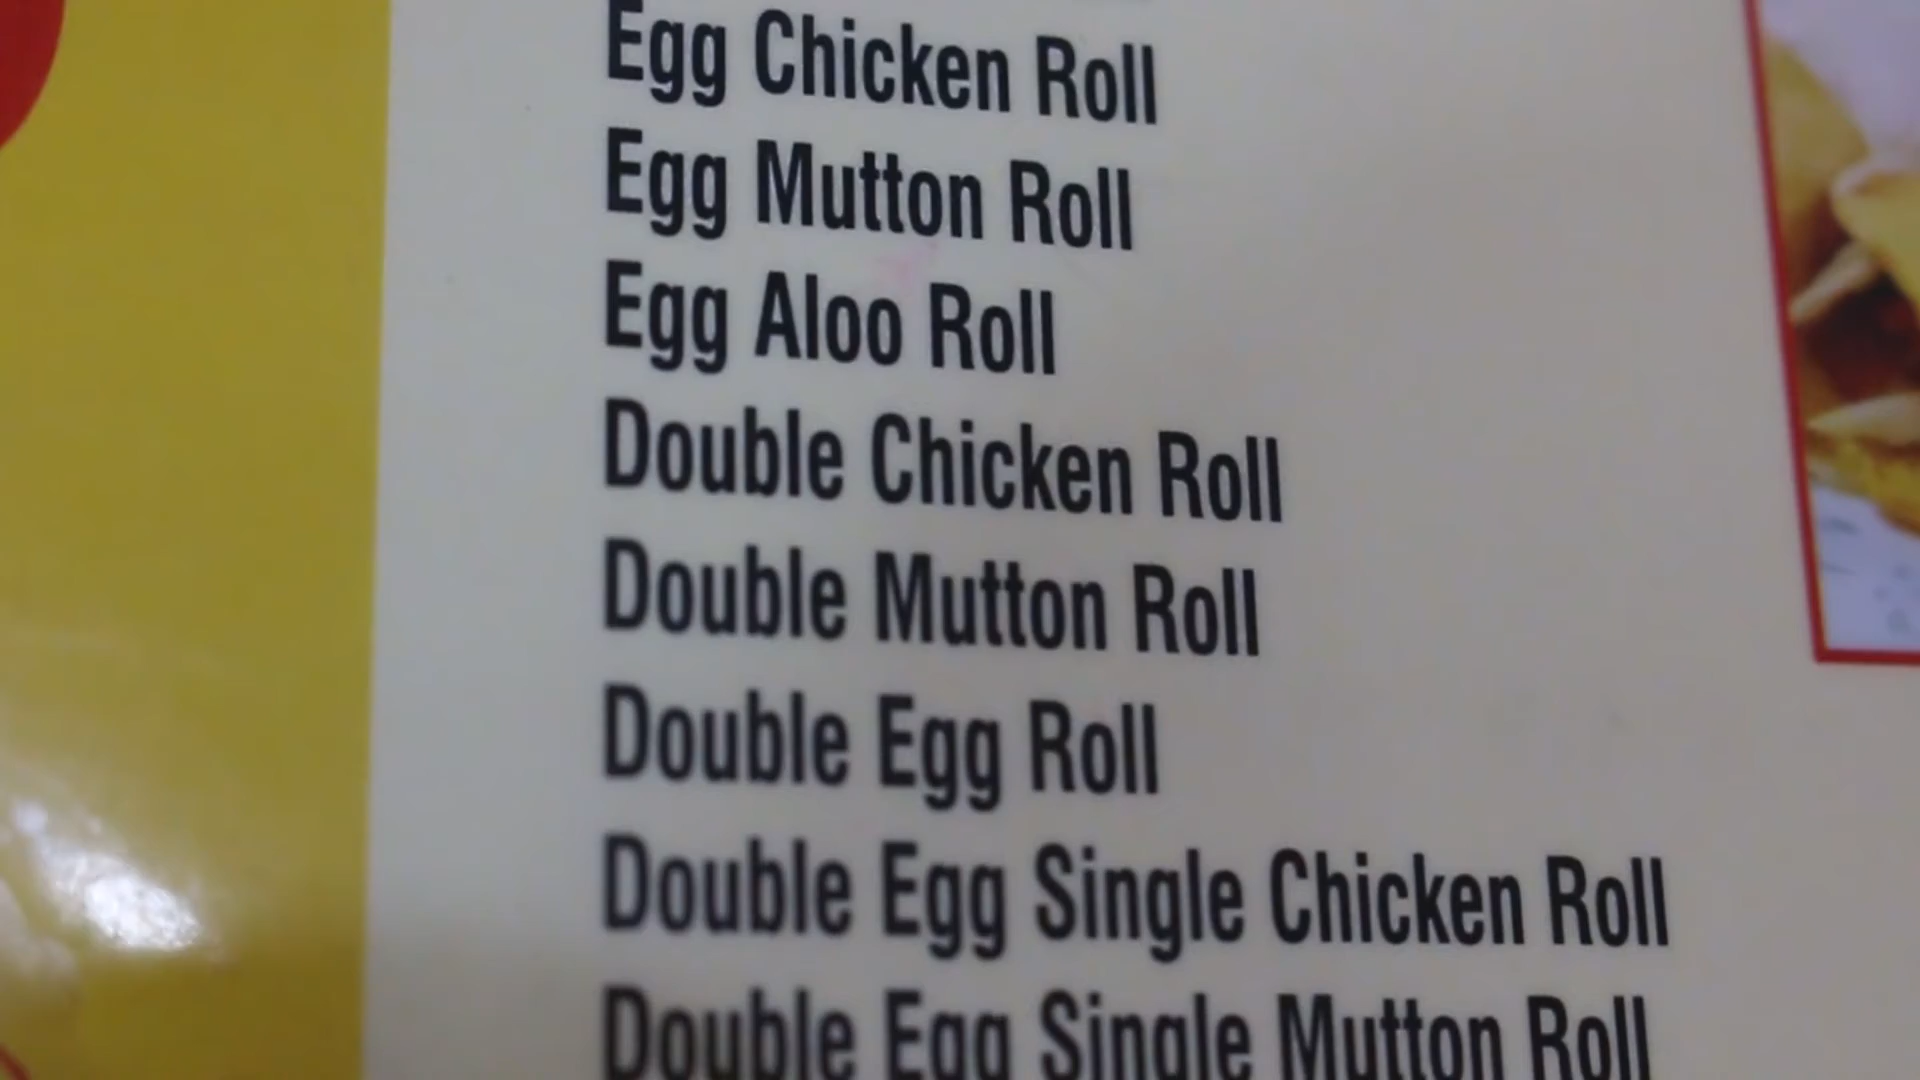 Egg Chicken Roll
Egg Mutton Roll
Egg Aloo Roll
Double Chicken Roll
Double Mutton Roll
Double Egg Roll
Double Egg Single Chicken Roll
Double Egg Single Mutton Roll